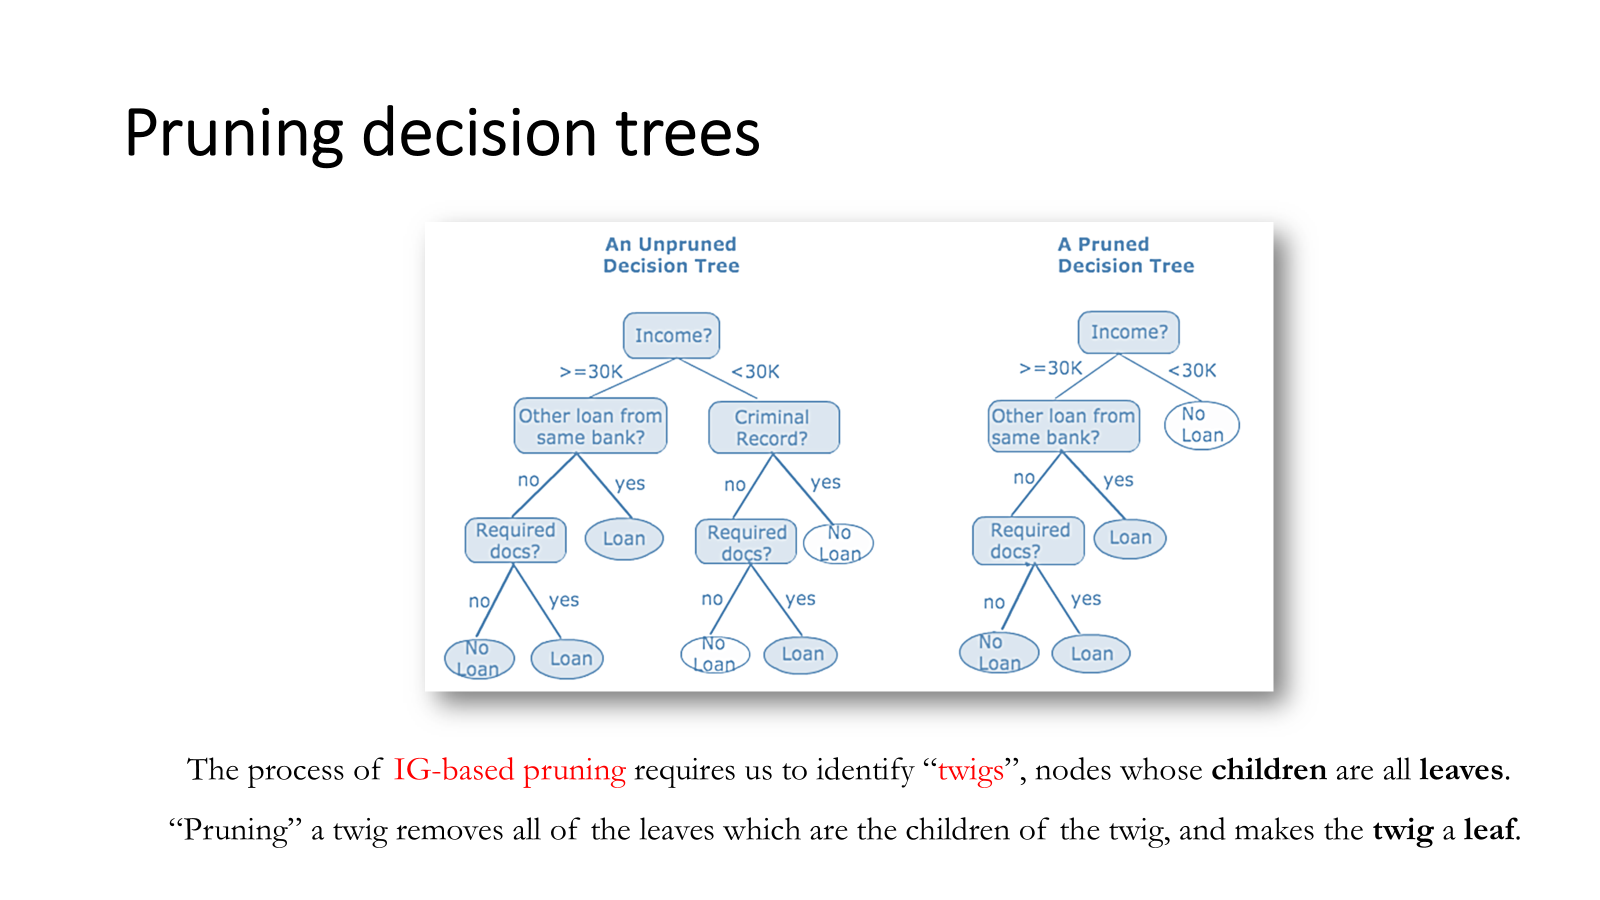 Pruning decision trees
An Unpruned
Decision Tree
Income?
>=30K
<30K
Other loan from
same bank?
Criminal
Record?
no
yes
no
yes
Required
docs?
Loan
Required
docs?
No
Loan
no
yes
no
yes
No
Loan
Loan
No
Loan
Loan
A Pruned
Decision Tree
Income?
>=30K
<30K
Other loan from
same bank?
No
Loan
no
yes
Required
docs?
Loan
no
yes
No
Loan
Loan
The process of IG-based pruning requires us to identify “twigs”, nodes whose children are all leaves.
“Pruning” a twig removes all of the leaves which are the children of the twig, and makes the twig a leaf.